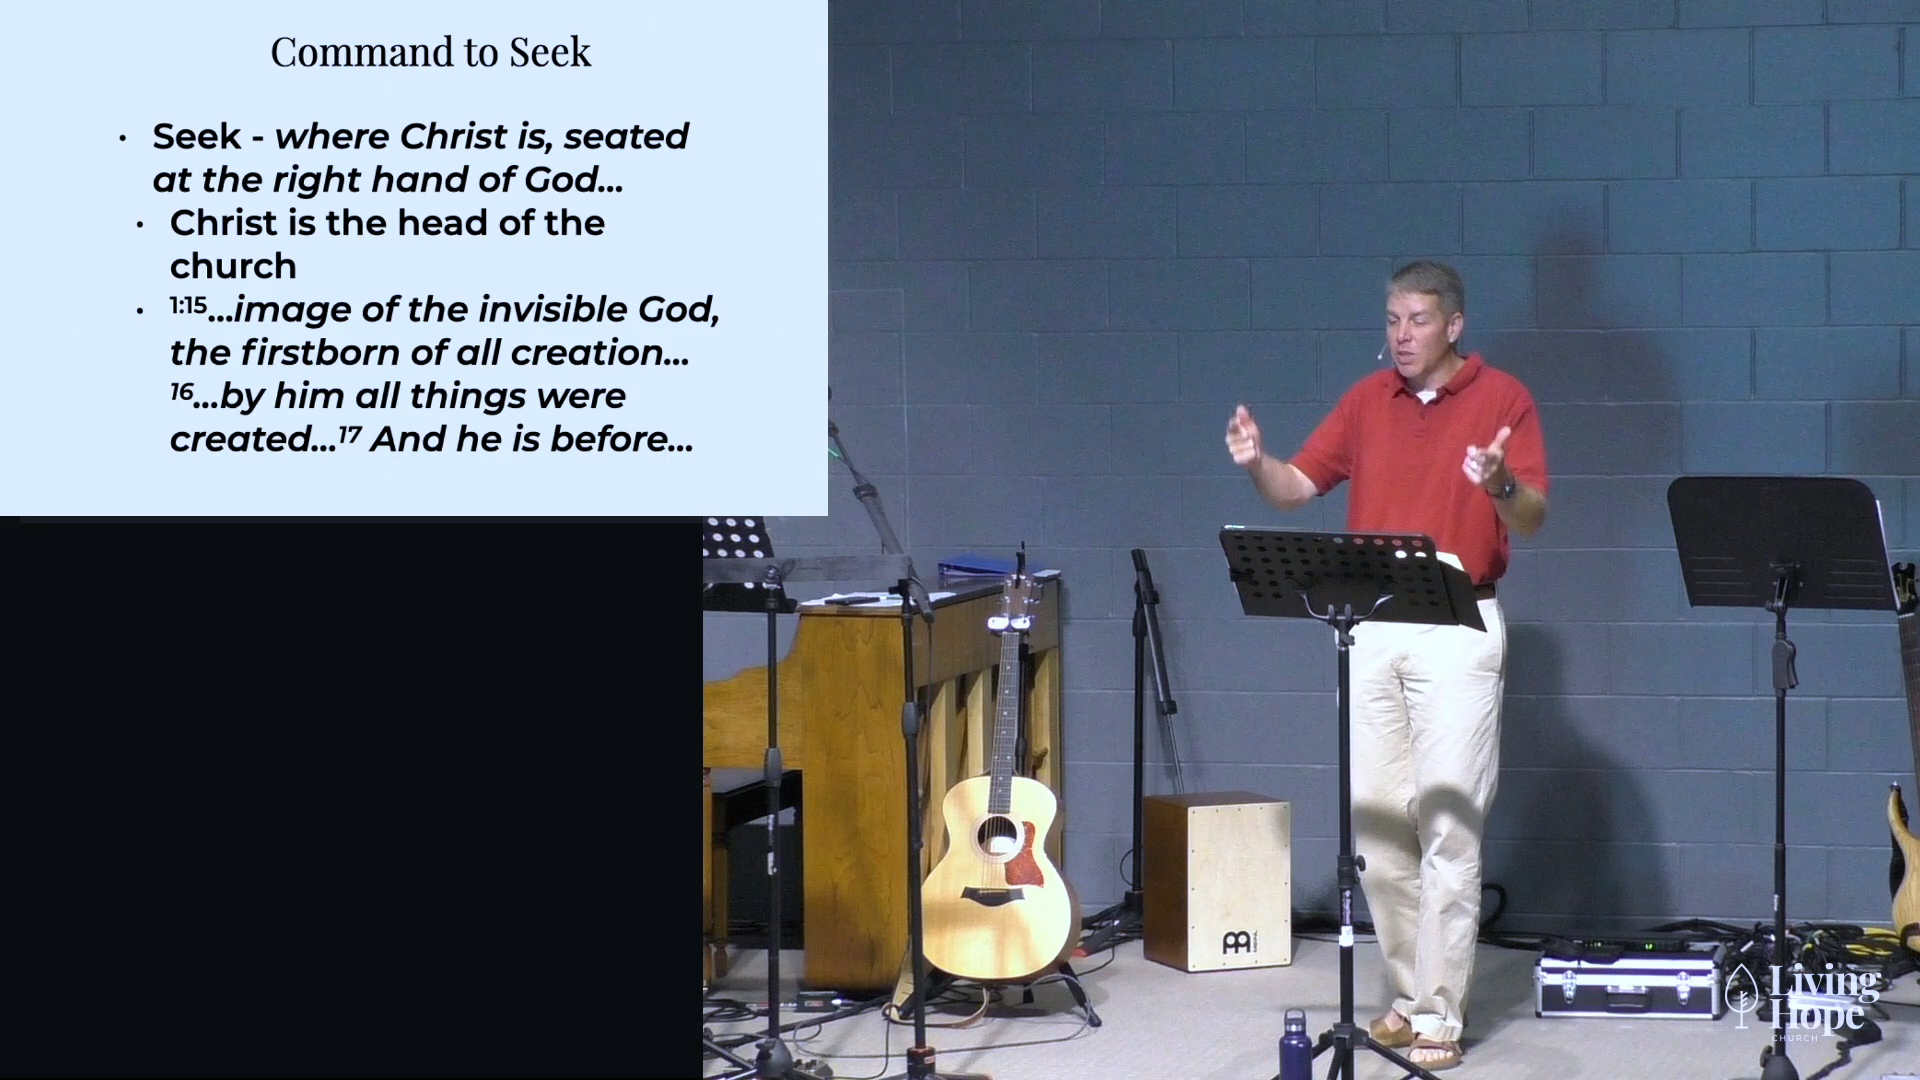 Command to Seek
• Seek - where Christ is, seated
at the right hand of God...
• Christ is the head of the
church
• 1:15...image of the invisible God,
the firstborn of all creation...
16...by him all things were
created...17 And he is before...
Living
Hope
CHURCH